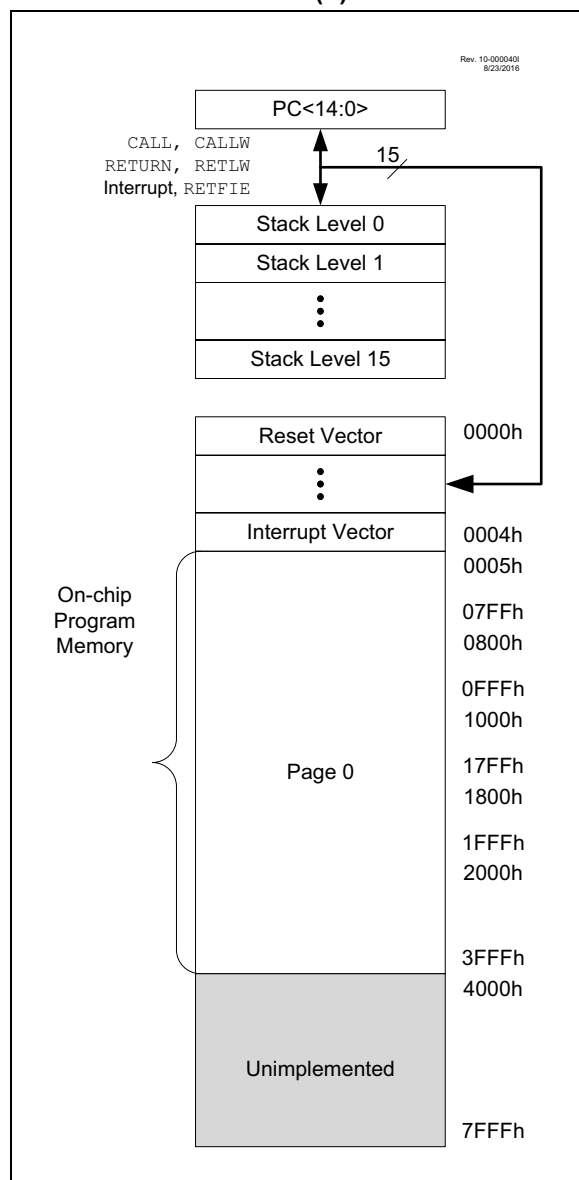 Rev. 10-000040I
8/23/2016
PC<14:0>
CALL, CALLW
RETURN, RETLW
Interrupt, RETFIE
15
Stack Level 0
Stack Level 1
Stack Level 15
Reset Vector
0000h
Interrupt Vector
0004h
0005h
On-chip
Program
Memory
07FFh
0800h
0FFFh
1000h
Page 0
17FFh
1800h
1FFFh
2000h
3FFFh
4000h
Unimplemented
7FFFh